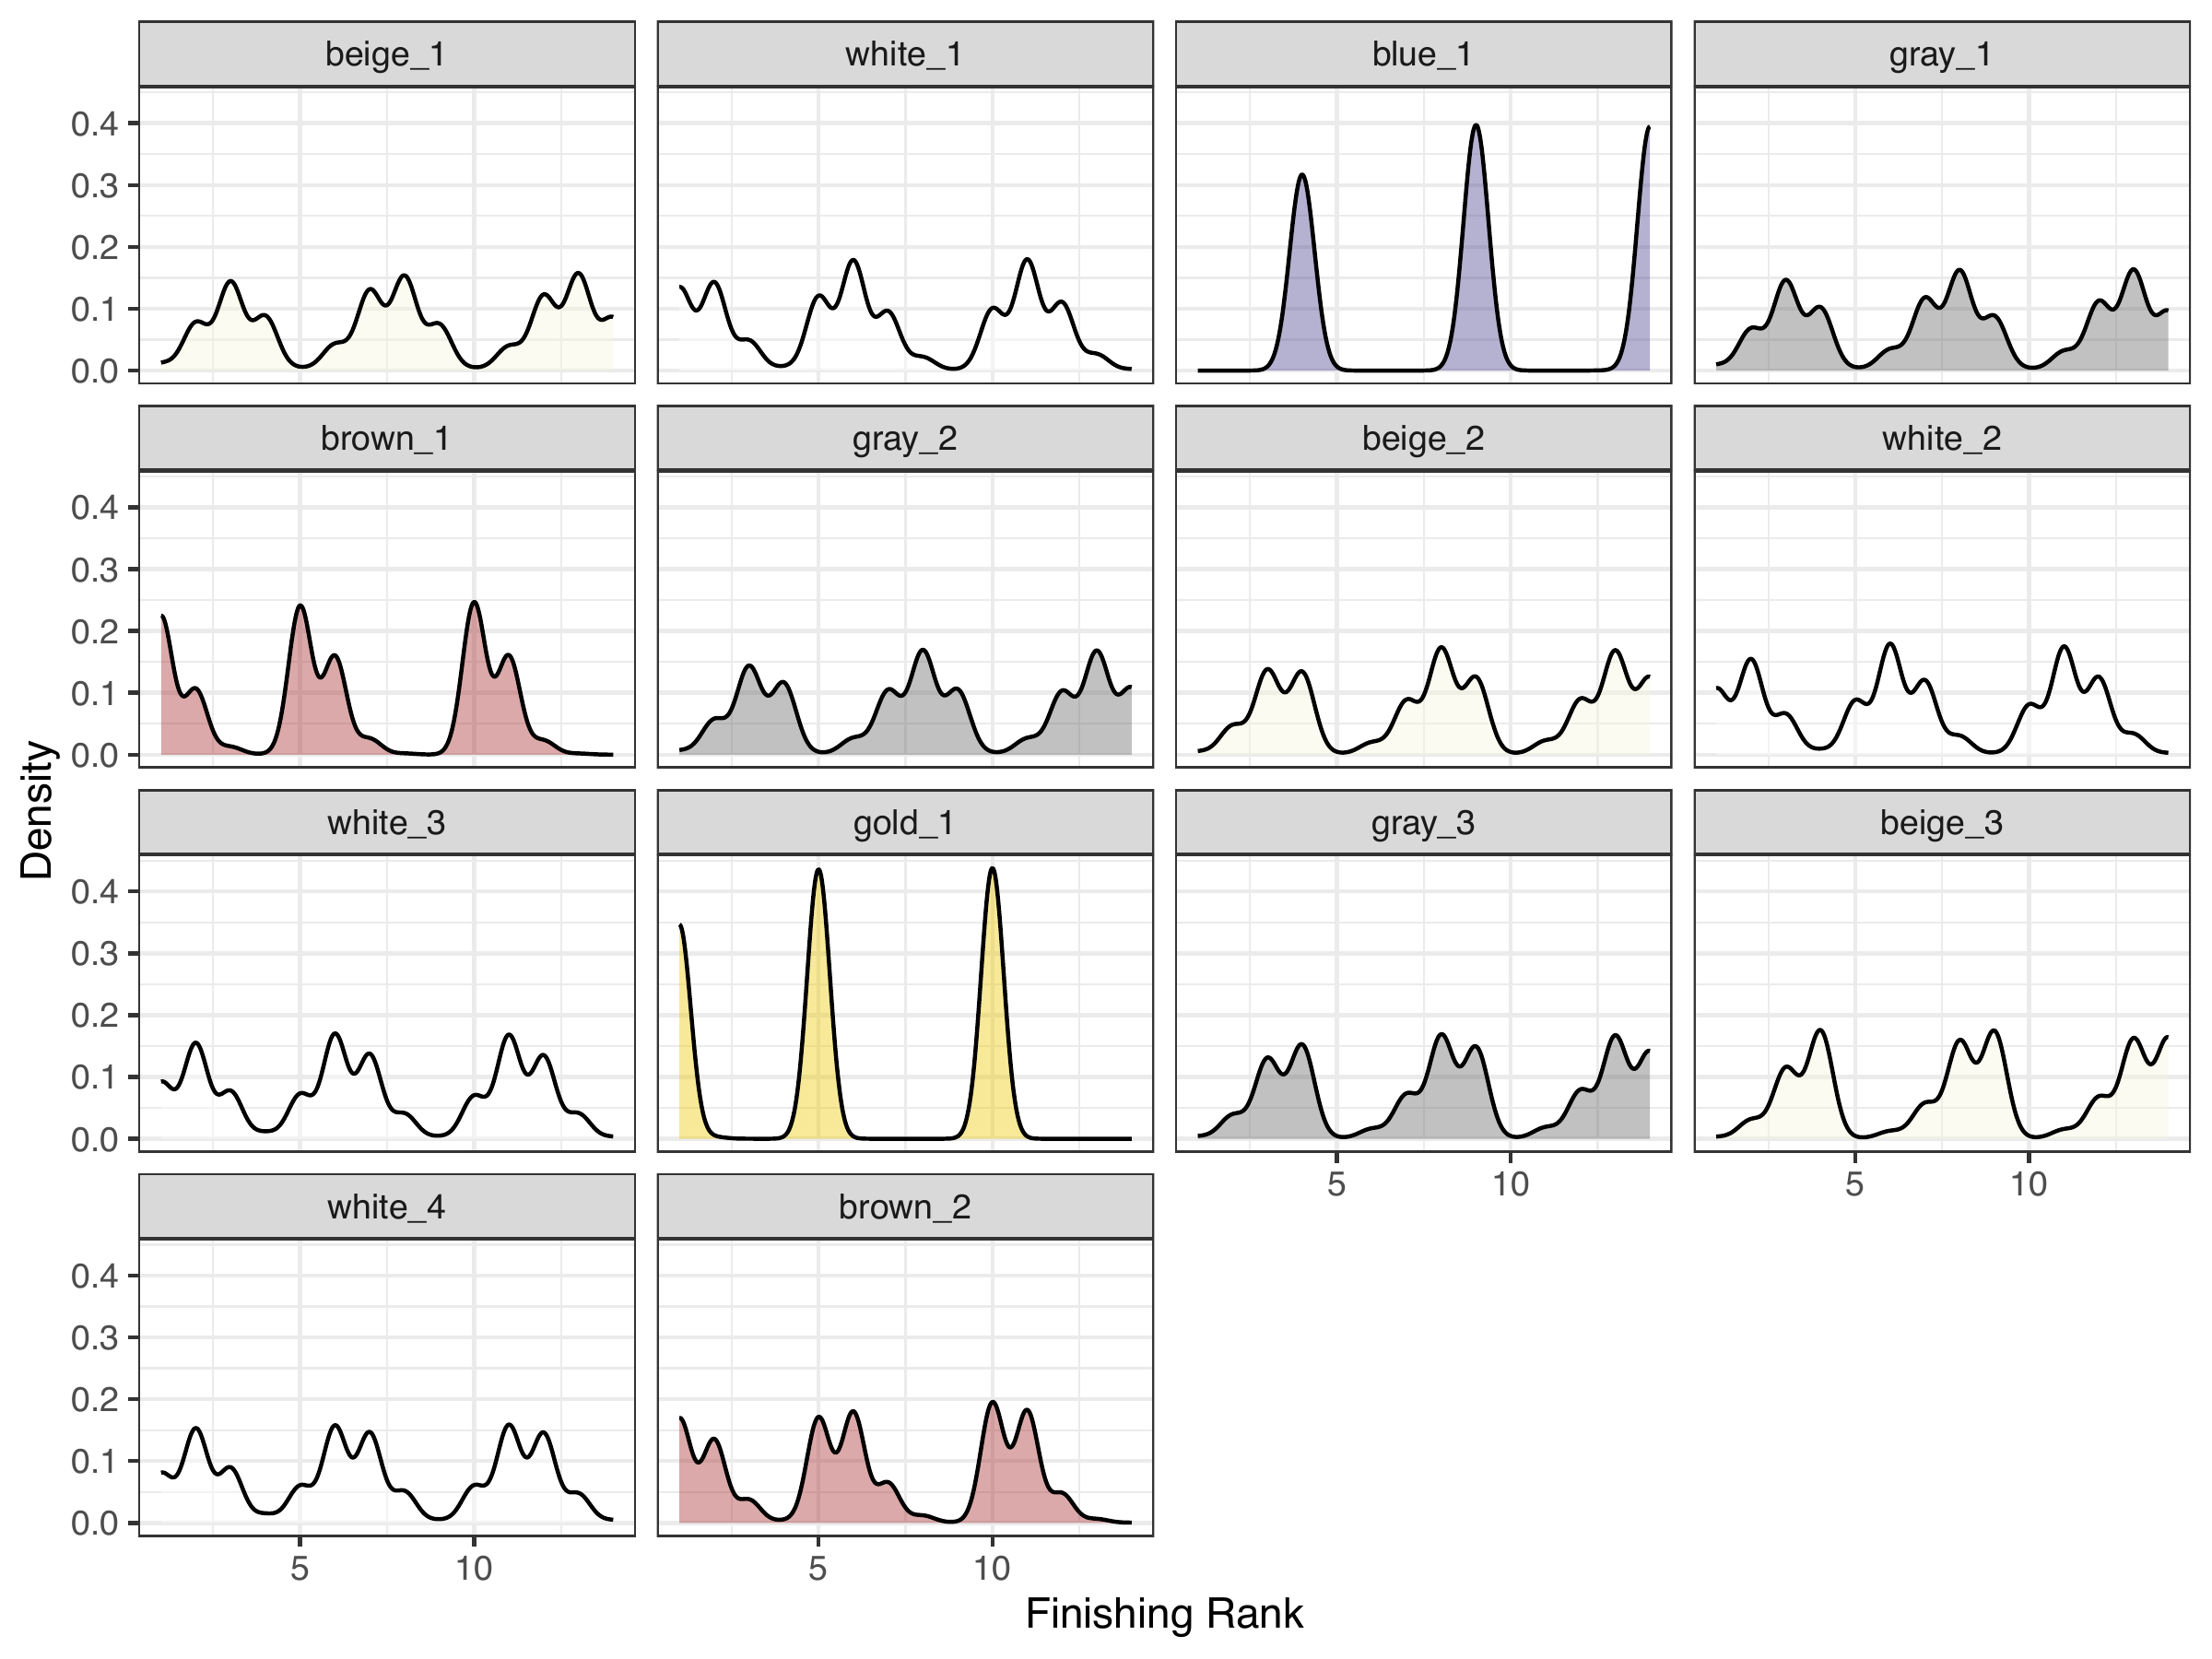 beige_1 white_1 blue_1 gray_1
0.4
0.3
0.2
0.1
0.0
brown_1 gray_2 beige_2 white_2
0.4
0.3
0.2
0.1
0.0
white_3 gold_1 gray_3 beige_3
0.4
0.3
0.2
0.1
0.0
5 10 5 10
white_4 brown_2
0.4
0.3
0.2
0.1
0.0
5 10 5 10
Finishing Rank
Density